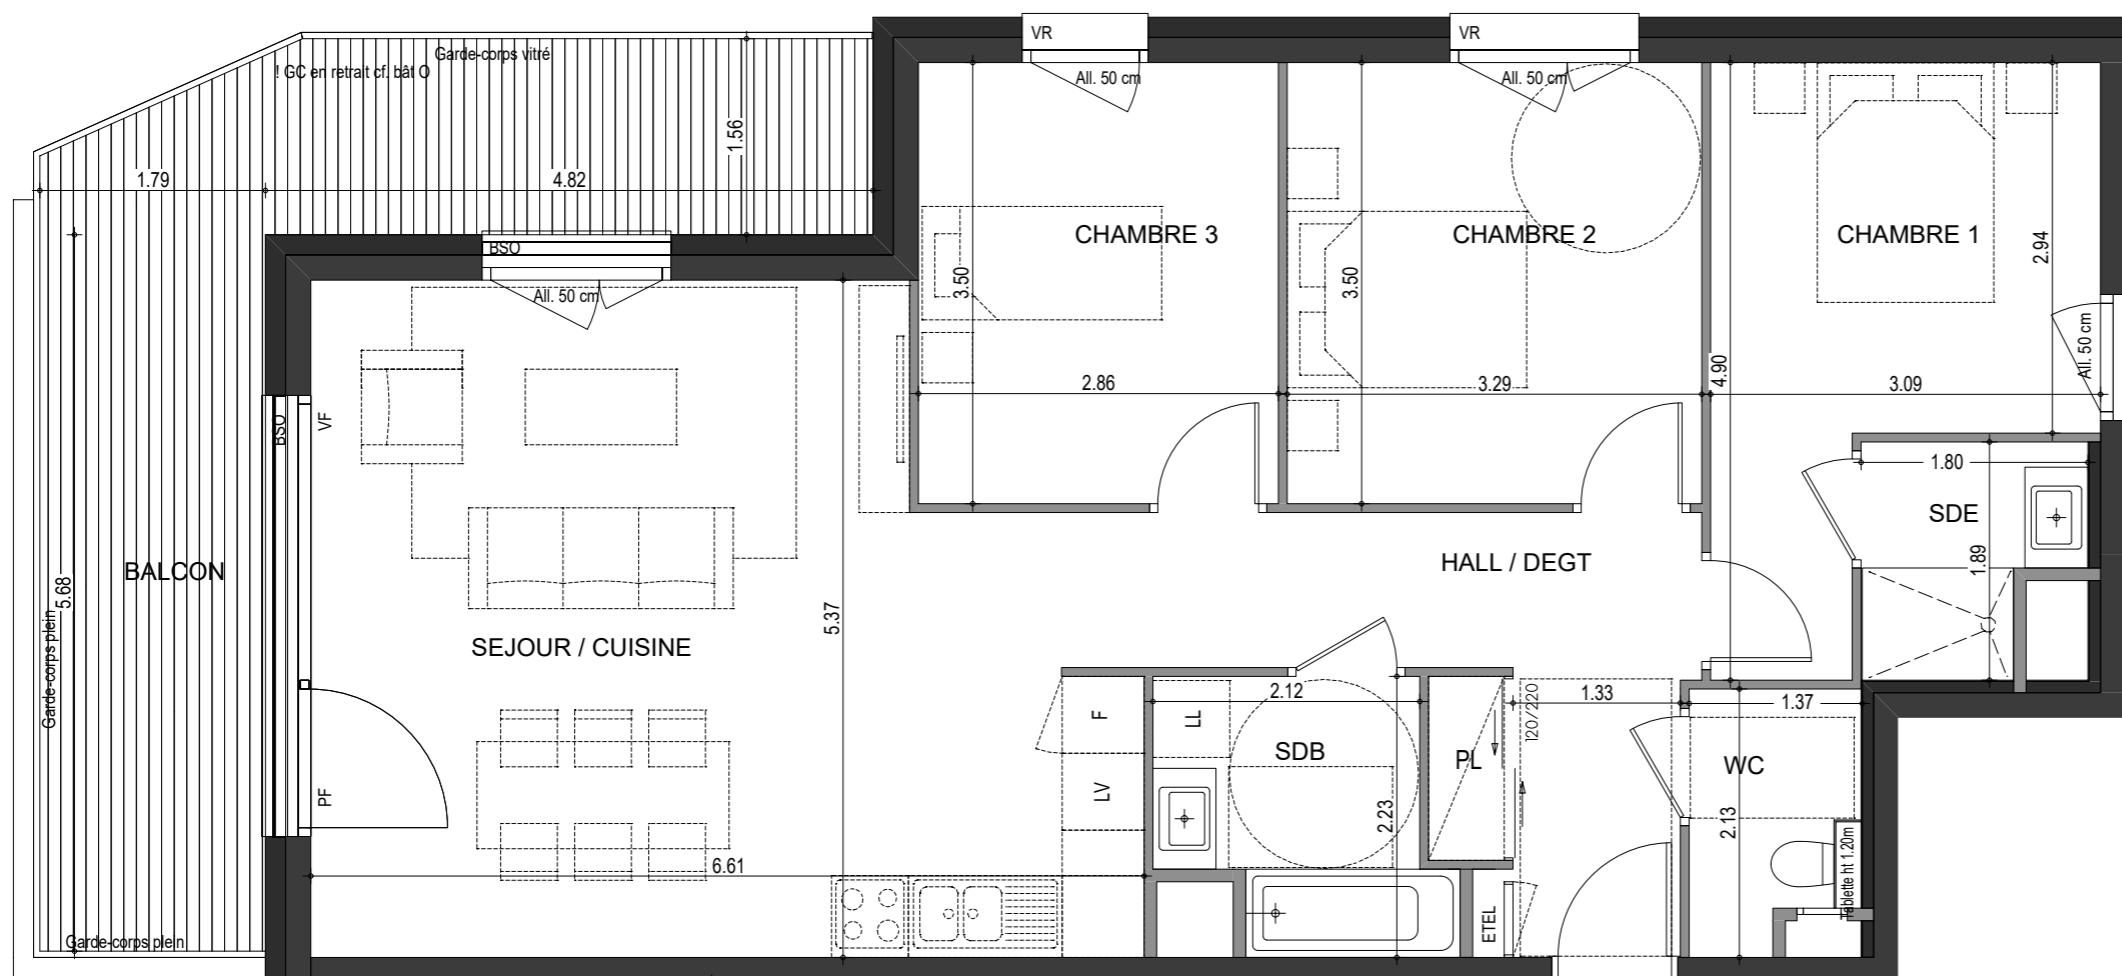 VR
VR
Garde-corps vitré
! GC en retrait cf. bât O
All. 50 cm
All. 50 cm
1.56
1.79
4.82
CHAMBRE 3
CHAMBRE 2
CHAMBRE 1
2.94
BSO
All. 50 cm
3.50
3.50
All. 50 cm
2.86
3.29
4.90
3.09
BSO
VF
1.80
SDE
1.89
HALL / DEGT
BALCON
5.68
Garde-corps plein
5.37
SEJOUR / CUISINE
2.12
1.33
1.37
F
LL
120/220
SDB
PL
WC
LV
PF
2.23
2.13
6.61
Tablette ht 1.20m
ETEL
Garde-corps plein